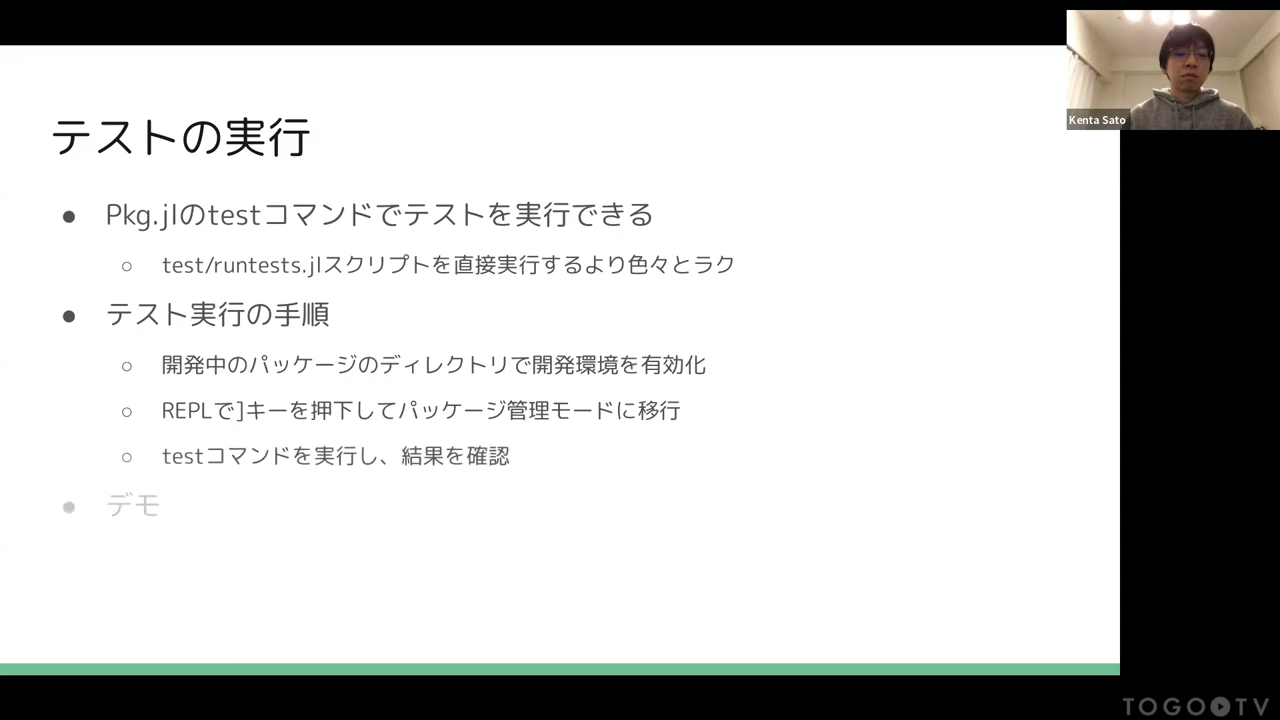 テストの実行
● Pkg.jlのtestコマンドでテストを実行できる
○ test/runtests.jlスクリプトを直接実行するより色々とラク
● テスト実行の手順
○ 開発中のパッケージのディレクトリで開発環境を有効化
○ REPLで]キーを押下してパッケージ管理モードに移行
○ testコマンドを実行し、結果を確認
● デモ
Kenta Sato
TOGOTV